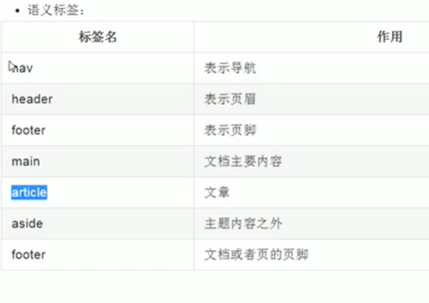 语义标签：
标签名 作用
nav 表示导航
header 表示页眉
footer 表示页脚
main 文档主要内容
article 文章
aside 主题内容之外
footer 文档或者页的页脚